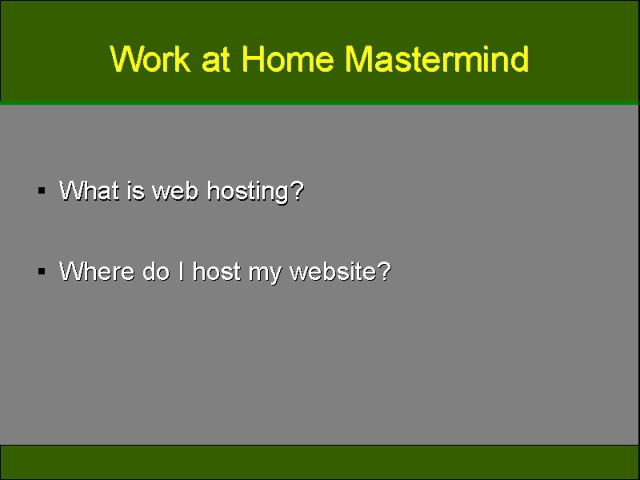 Work at Home Mastermind
▪ What is web hosting?
▪ Where do I host my website?